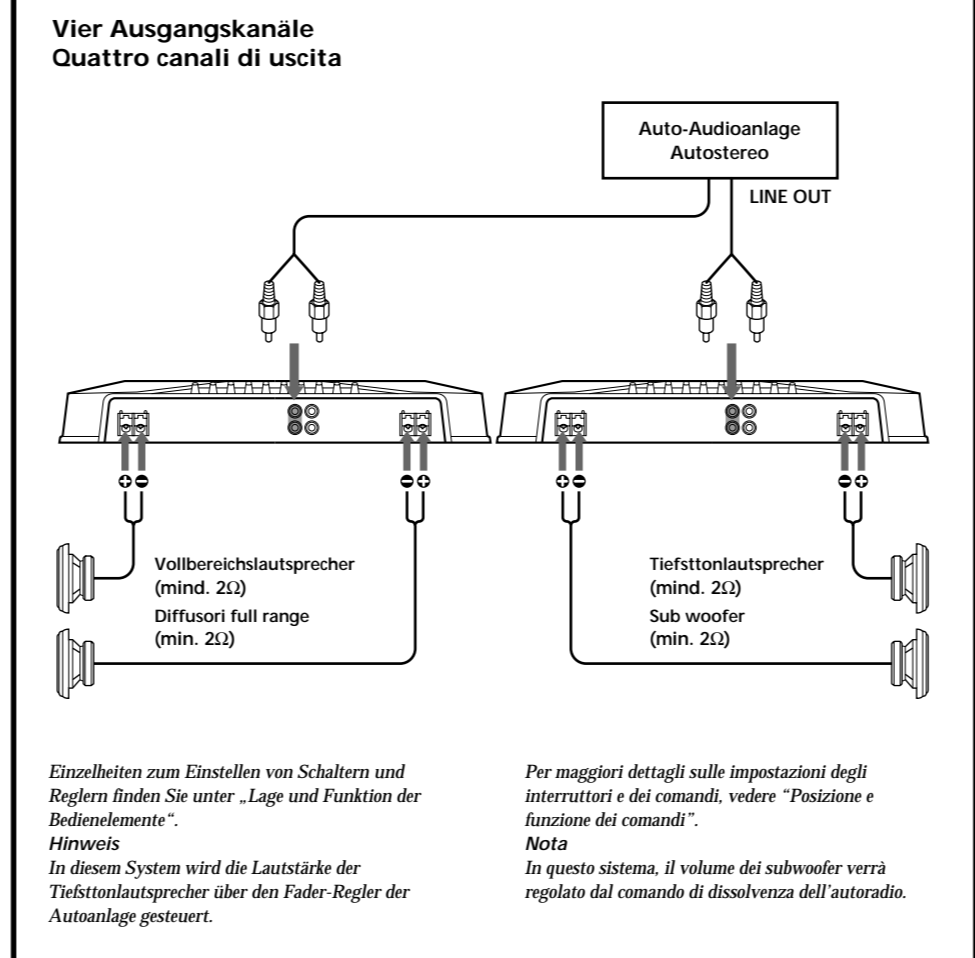 Vier Ausgangskanäle
Quattro canali di uscita
Auto-Audioanlage
Autostereo
LINE OUT
Vollbereichslautsprecher
(mind. 2Ω)
Diffusori full range
(min. 2Ω)
Tiefsttonlautsprecher
(mind. 2Ω)
Sub woofer
(min. 2Ω)
Einzelheiten zum Einstellen von Schaltern und
Reglern finden Sie unter „Lage und Funktion der
Bedienelemente“.
Hinweis
In diesem System wird die Lautstärke der
Tiefsttonlautsprecher über den Fader-Regler der
Autoanlage gesteuert.
Per maggiori dettagli sulle impostazioni degli
interruttori e dei comandi, vedere “Posizione e
funzione dei comandi”.
Nota
In questo sistema, il volume dei subwoofer verrà
regolato dal comando di dissolvenza dell’autoradio.